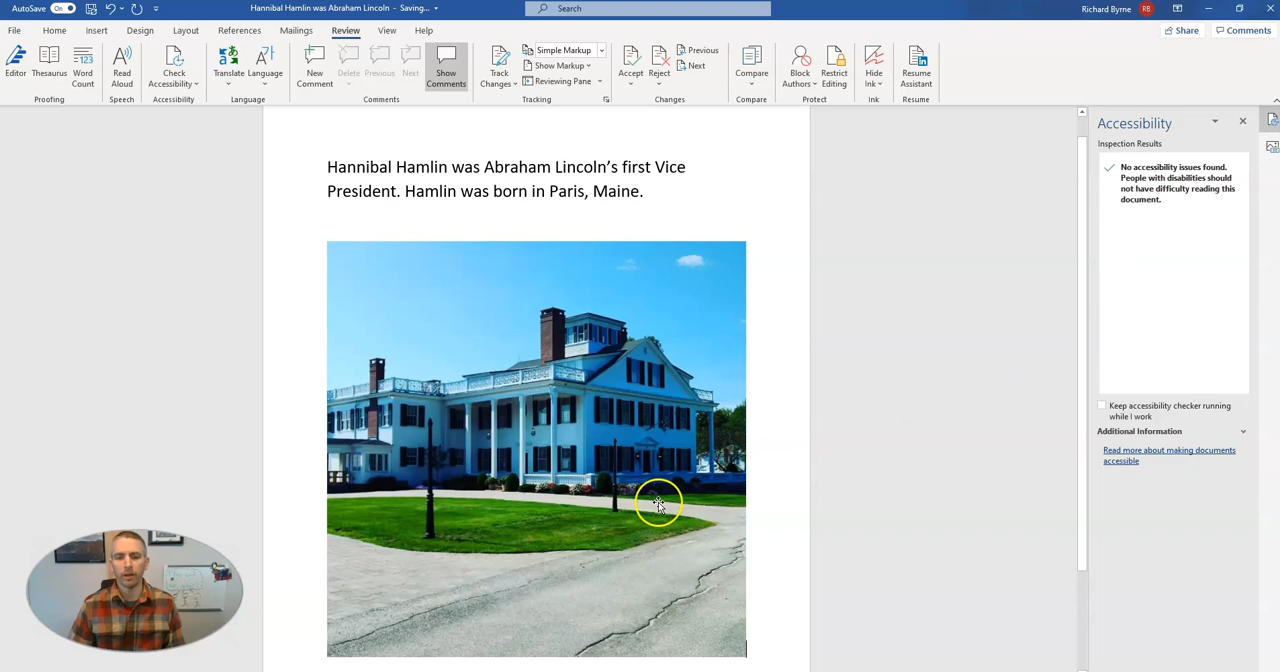 AutoSave On Hannibal Hamlin was Abraham Lincoln - Saving... Search Richard Byrne RB
File Home Insert Design Layout References Mailings Review View Help Share Comments
Editor Thesaurus Word Count
Read Aloud
Check Accessibility
Translate Language
New Comment Delete Previous Next Show Comments
Track Changes Simple Markup
Show Markup
Reviewing Pane
Accept Reject Previous
Next
Compare
Block Authors Restrict Editing
Hide Ink
Resume Assistant
Proofing Speech Accessibility Language Comments Tracking Changes Compare Protect Ink Resume
Hannibal Hamlin was Abraham Lincoln’s first Vice
President. Hamlin was born in Paris, Maine.
Accessibility
Inspection Results
No accessibility issues found.
People with disabilities should
not have difficulty reading this
document.
Keep accessibility checker running
while I work
Additional Information
Read more about making documents
accessible